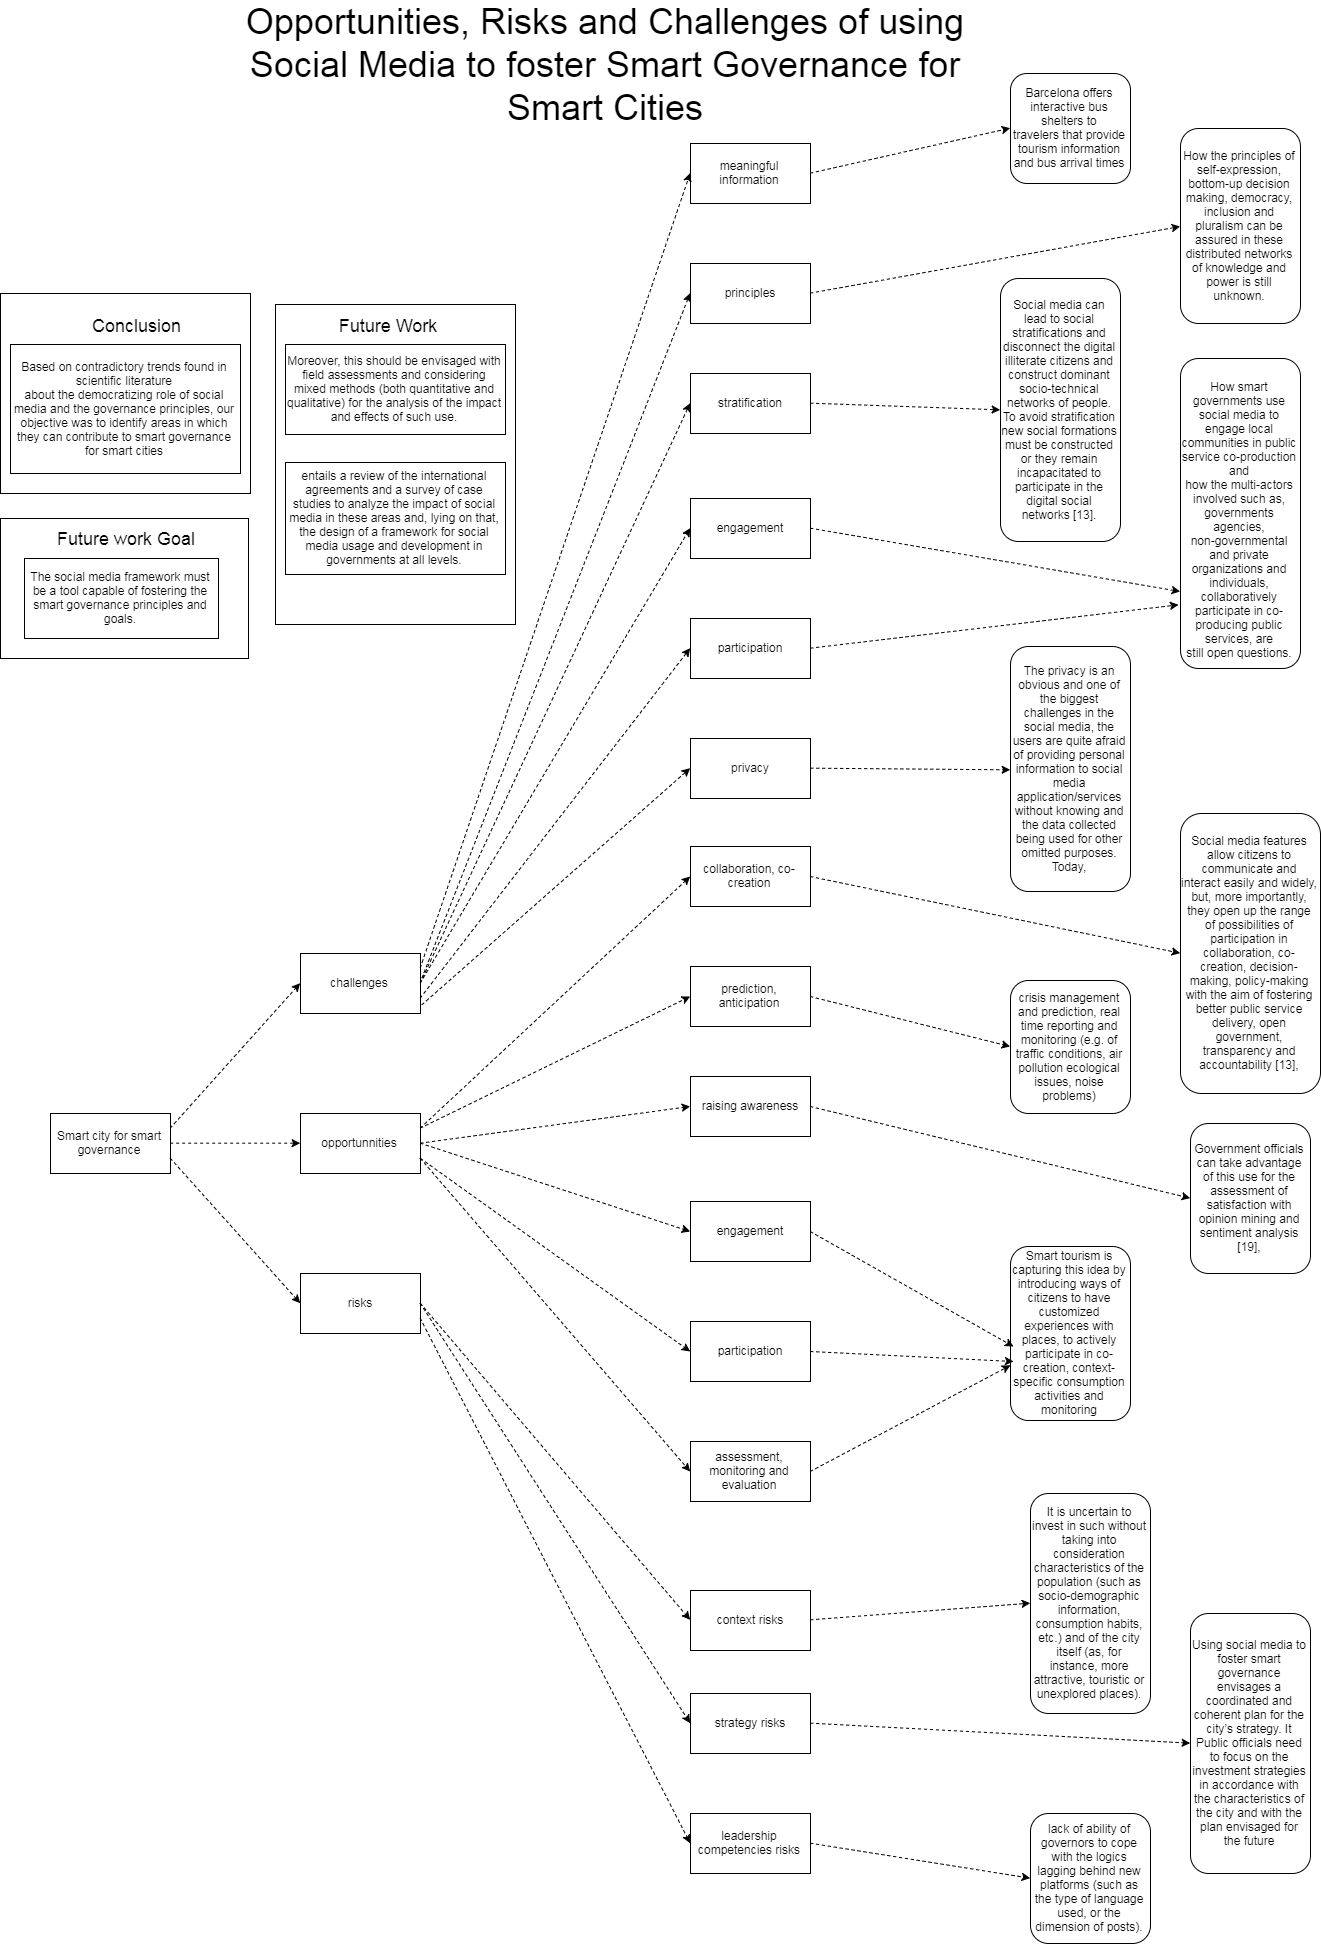 Opportunities, Risks and Challenges of using
Social Media to foster Smart Governance for
Smart Cities
Conclusion
Based on contradictory trends found in
scientific literature
about the democratizing role of social
media and the governance principles, our
objective was to identify areas in which
they can contribute to smart governance
for smart cities
Future work Goal
The social media framework must
be a tool capable of fostering the
smart governance principles and
goals.
Future Work
Moreover, this should be envisaged with
field assessments and considering
mixed methods (both quantitative and
qualitative) for the analysis of the impact
and effects of such use.
entails a review of the international
agreements and a survey of case
studies to analyze the impact of social
media in these areas and, lying on that,
the design of a framework for social
media usage and development in
governments at all levels.
Smart city for smart
governance
challenges
opportunnities
risks
meaningful
information
principles
stratification
engagement
participation
privacy
collaboration, co-
creation
prediction,
anticipation
raising awareness
engagement
participation
assessment,
monitoring and
evaluation
context risks
strategy risks
leadership
competencies risks
Barcelona offers
interactive bus
shelters to
travelers that provide
tourism information
and bus arrival times
How the principles of
self-expression,
bottom-up decision
making, democracy,
inclusion and
pluralism can be
assured in these
distributed networks
of knowledge and
power is still
unknown.
Social media can
lead to social
stratifications and
disconnect the digital
illiterate citizens and
construct dominant
socio-technical
networks of people.
To avoid stratification
new social formations
must be constructed
or they remain
incapacitated to
participate in the
digital social
networks [13].
How smart
governments use
social media to
engage local
communities in public
service co-production
and
how the multi-actors
involved such as,
governments
agencies,
non-governmental
and private
organizations and
individuals,
collaboratively
participate in co-
producing public
services, are
still open questions.
The privacy is an
obvious and one of
the biggest
challenges in the
social media, the
users are quite afraid
of providing personal
information to social
media
application/services
without knowing and
the data collected
being used for other
omitted purposes.
Today,
Social media features
allow citizens to
communicate and
interact easily and widely,
but, more importantly,
they open up the range
of possibilities of
participation in
collaboration, co-
creation, decision-
making, policy-making
with the aim of fostering
better public service
delivery, open
government,
transparency and
accountability [13],
crisis management
and prediction, real
time reporting and
monitoring (e.g. of
traffic conditions, air
pollution ecological
issues, noise
problems)
Government officials
can take advantage
of this use for the
assessment of
satisfaction with
opinion mining and
sentiment analysis
[19],
Smart tourism is
capturing this idea by
introducing ways of
citizens to have
customized
experiences with
places, to actively
participate in co-
creation, context-
specific consumption
activities and
monitoring
It is uncertain to
invest in such without
taking into
consideration
characteristics of the
population (such as
socio-demographic
information,
consumption habits,
etc.) and of the city
itself (as, for
instance, more
attractive, touristic or
unexplored places).
Using social media to
foster smart
governance
envisages a
coordinated and
coherent plan for the
city's strategy. It
Public officials need
to focus on the
investment strategies
in accordance with
the characteristics of
the city and with the
plan envisaged for
the future
lack of ability of
governors to cope
with the logics
lagging behind new
platforms (such as
the type of language
used, or the
dimension of posts).